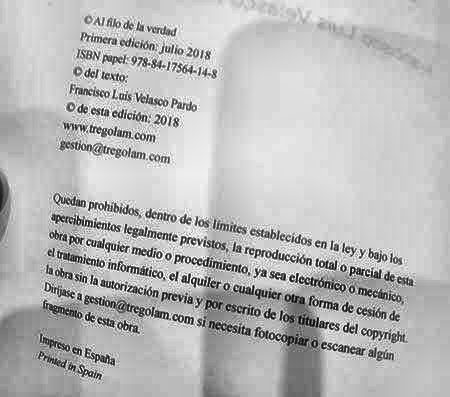 © Al filo de la verdad
Primera edición: julio 2018
ISBN papel: 978-84-17564-14-8
© del texto:
Francisco Luis Velasco Pardo
© de esta edición: 2018
www.tregolam.com
gestion@tregolam.com
Quedan prohibidos, dentro de los límites establecidos en la ley y bajo los
apercibimientos legalmente previstos, la reproducción total o parcial de esta
obra por cualquier medio o procedimiento, ya sea electrónico o mecánico,
el tratamiento informático, el alquiler o cualquier otra forma de cesión de
la obra sin la autorización previa y por escrito de los titulares del copyright.
Diríjase a gestion@tregolam.com si necesita fotocopiar o escanear algún
fragmento de esta obra.
Impreso en España
Printed in Spain